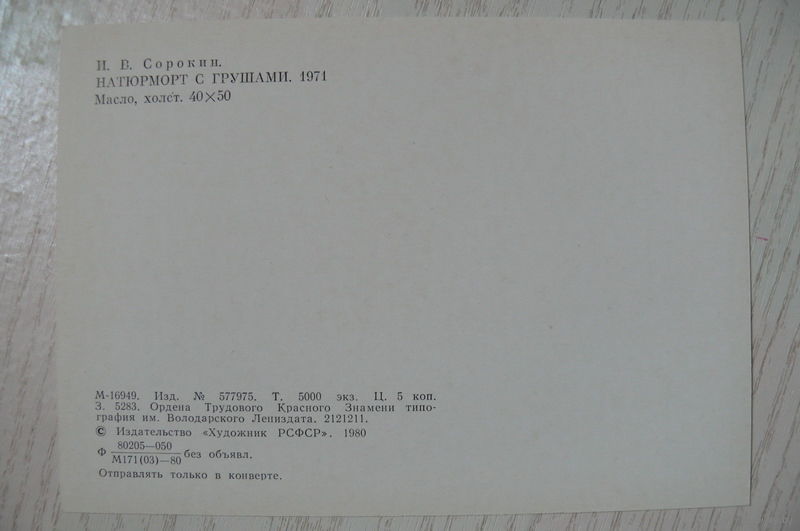 И. В. Сорокин.
НАТЮРМОРТ С ГРУШАМИ. 1971
Масло, холст. 40×50
М-16949. Изд. № 577975. Т. 5000 экз. Ц. 5 коп.
З. 5283. Ордена Трудового Красного Знамени типо-
графия им. Володарского Лениздата. 2121211.
© Издательство «Художник РСФСР». 1980
Ф 80205—050
М171(03)—80 без объявл.
Отправлять только в конверте.